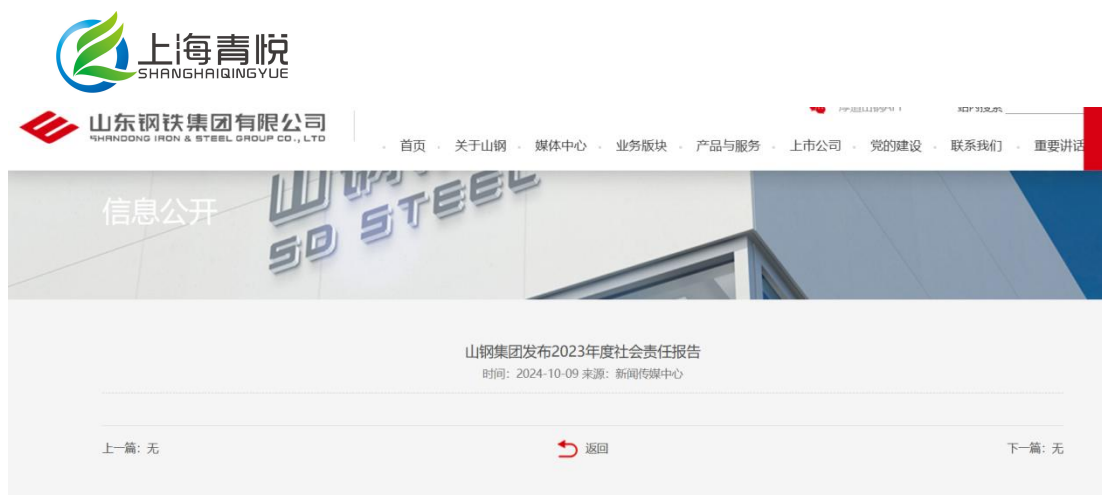 上海青悦
SHANGHAIQINGYUE
山东钢铁集团有限公司
SHANDONG IRON & STEEL GROUP CO., LTD
首页 关于山钢 媒体中心 业务版块 产品与服务 上市公司 党的建设 联系我们 重要讲话
信息公开
山钢
SD STEEL
山钢集团发布2023年度社会责任报告
时间：2024-10-09 来源：新闻传媒中心
上一篇：无 返回 下一篇：无